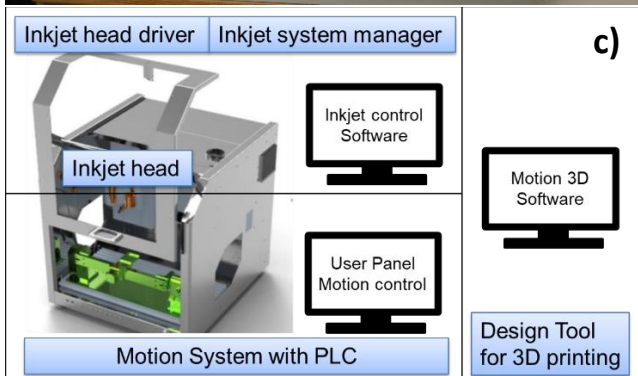 Inkjet head driver
Inkjet system manager
c)
Inkjet control
Software
Inkjet head
Motion 3D
Software
User Panel
Motion control
Motion System with PLC
Design Tool
for 3D printing